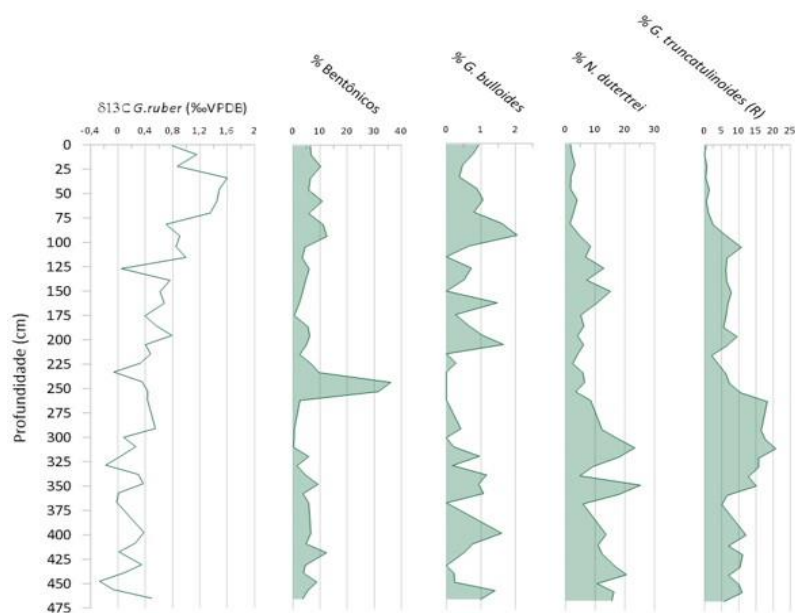 % G. truncatulinoides (R)
% Bentônicos
% G. bulloides
% N. dutertrei
δ13C G.ruber (‰VPDB)
-0,4 0 0,4 0,8 1,2 1,6 2
0 10 20 30 40
0 1 2
0 10 20 30
0 5 10 15 20 25
Profundidade (cm)
0
25
50
75
100
125
150
175
200
225
250
275
300
325
350
375
400
425
450
475